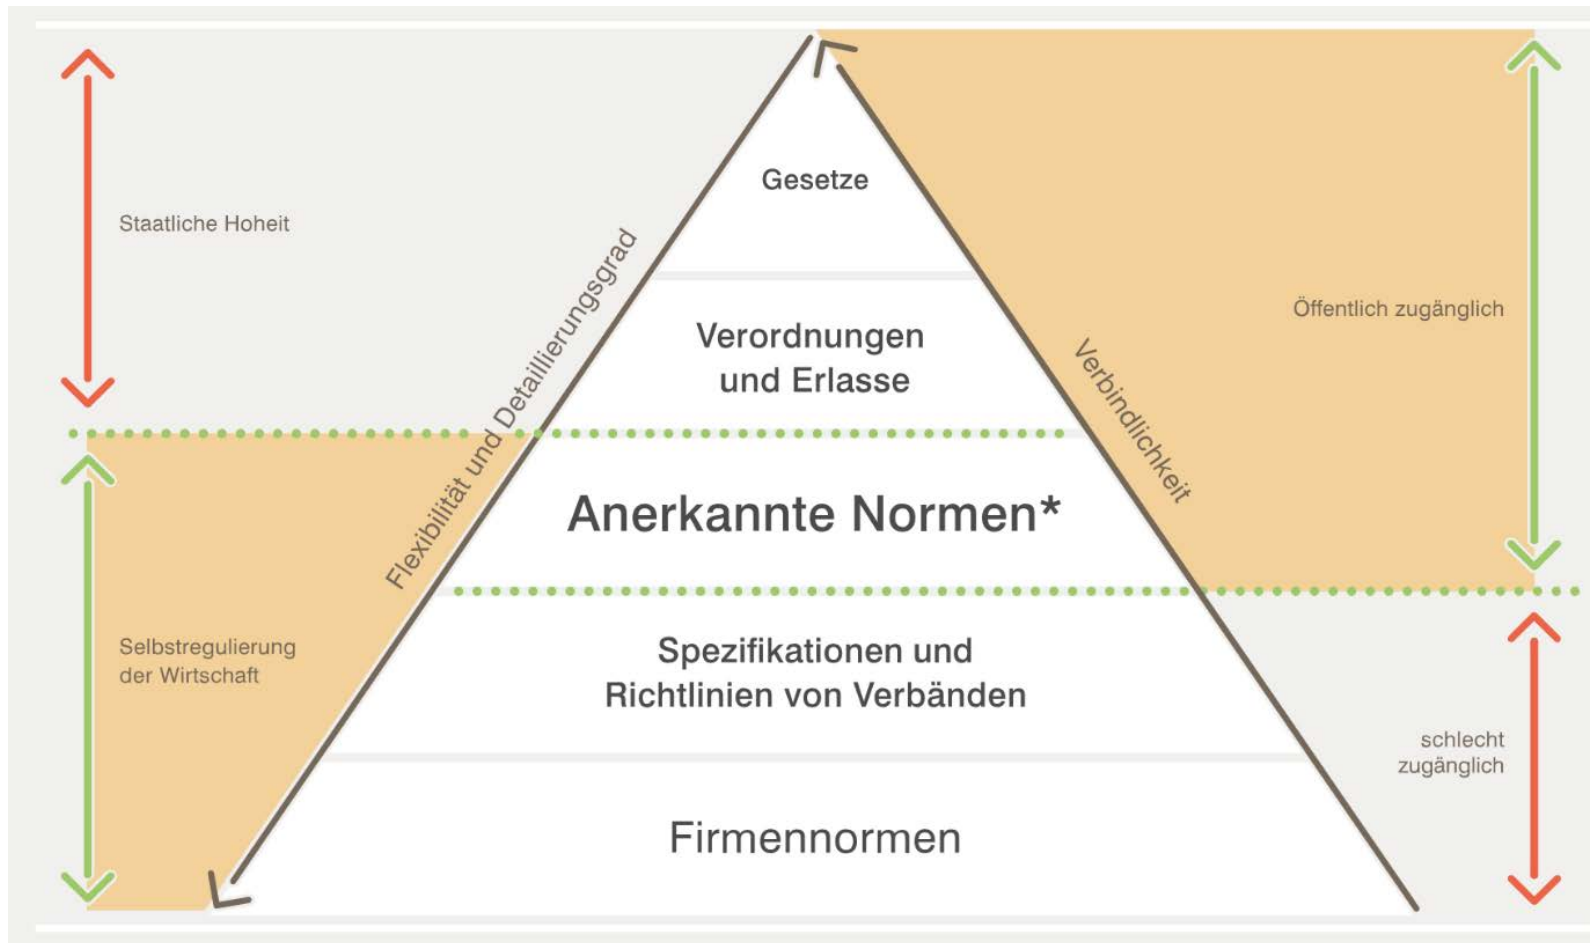 Gesetze
Staatliche Hoheit
Flexibilität und Detaillierungsgrad
Öffentlich zugänglich
Verordnungen
und Erlasse
Verbindlichkeit
Anerkannte Normen*
Selbstregulierung
der Wirtschaft
Spezifikationen und
Richtlinien von Verbänden
schlecht
zugänglich
Firmennormen